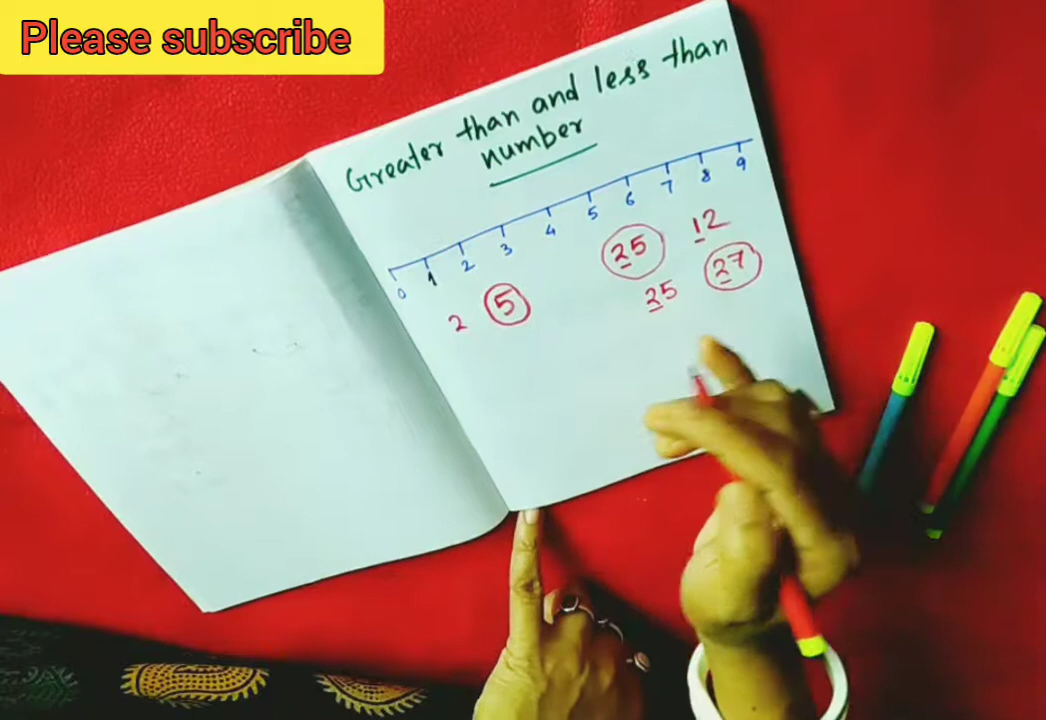 Please subscribe
Greater than and less than
number
0 1 2 3 4 5 6 7 8 9
2 5 25 12
25 27